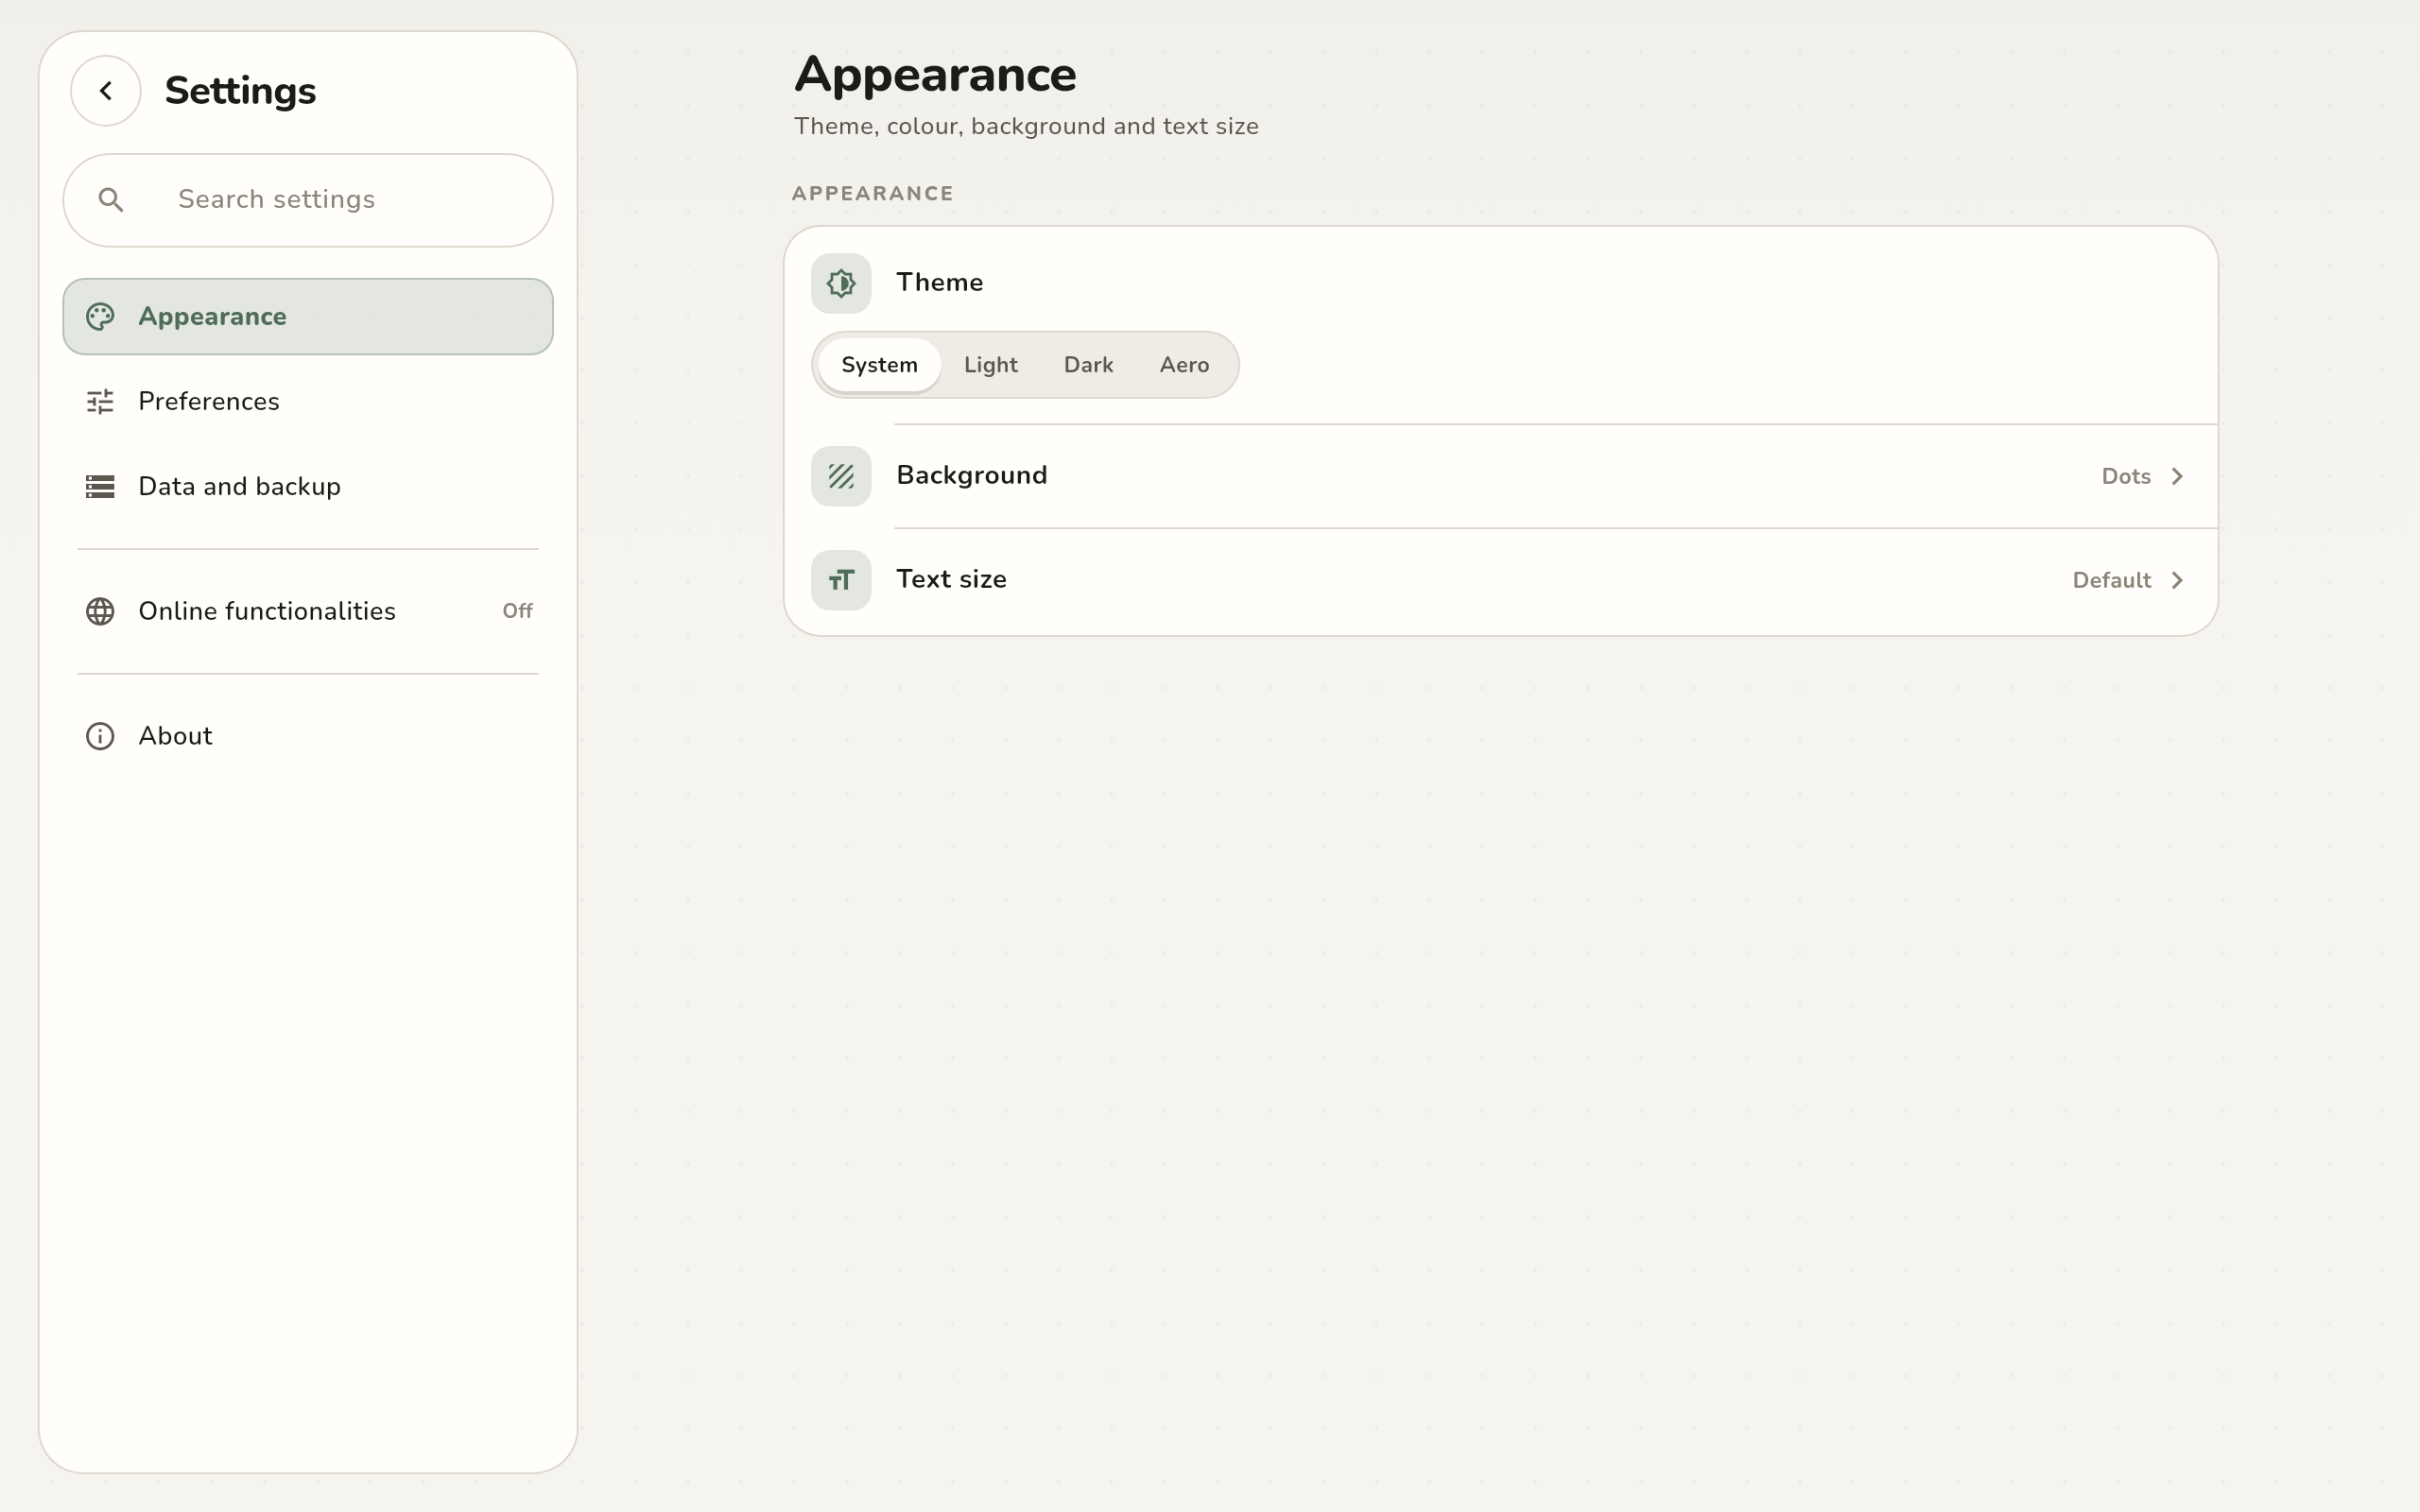 Settings
Search settings
Appearance
Preferences
Data and backup
Online functionalities Off
About
Appearance
Theme, colour, background and text size
APPEARANCE
Theme
System Light Dark Aero
Background Dots
Text size Default